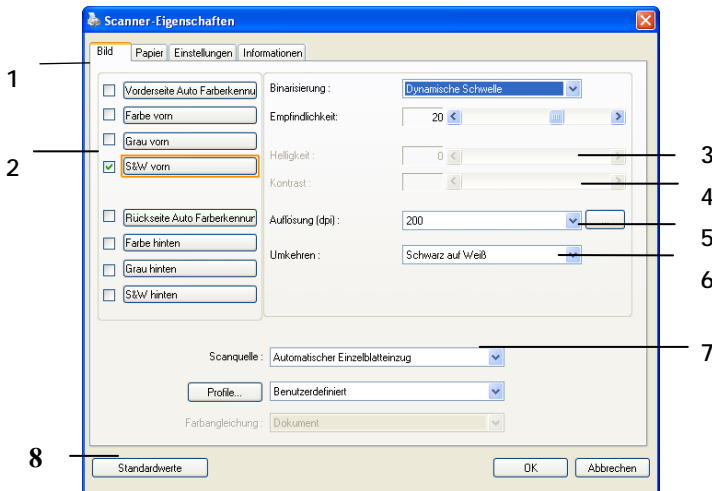 Scanner-Eigenschaften
Bild Papier Einstellungen Informationen
1
Vorderseite Auto Farberkennu
Binarisierung : Dynamische Schwelle
Farbe vorn
Empfindlichkeit: 20
Grau vorn
Helligkeit : 0
3
2
S&W vorn
Kontrast :
4
Rückseite Auto Farberkennur
Auflösung (dpi) : 200 ...
5
Farbe hinten
Umkehren : Schwarz auf Weiß
6
Grau hinten
S&W hinten
Scanquelle : Automatischer Einzelblatteinzug
7
Profile... Benutzerdefiniert
Farbangleichung : Dokument
8
Standardwerte OK Abbrechen